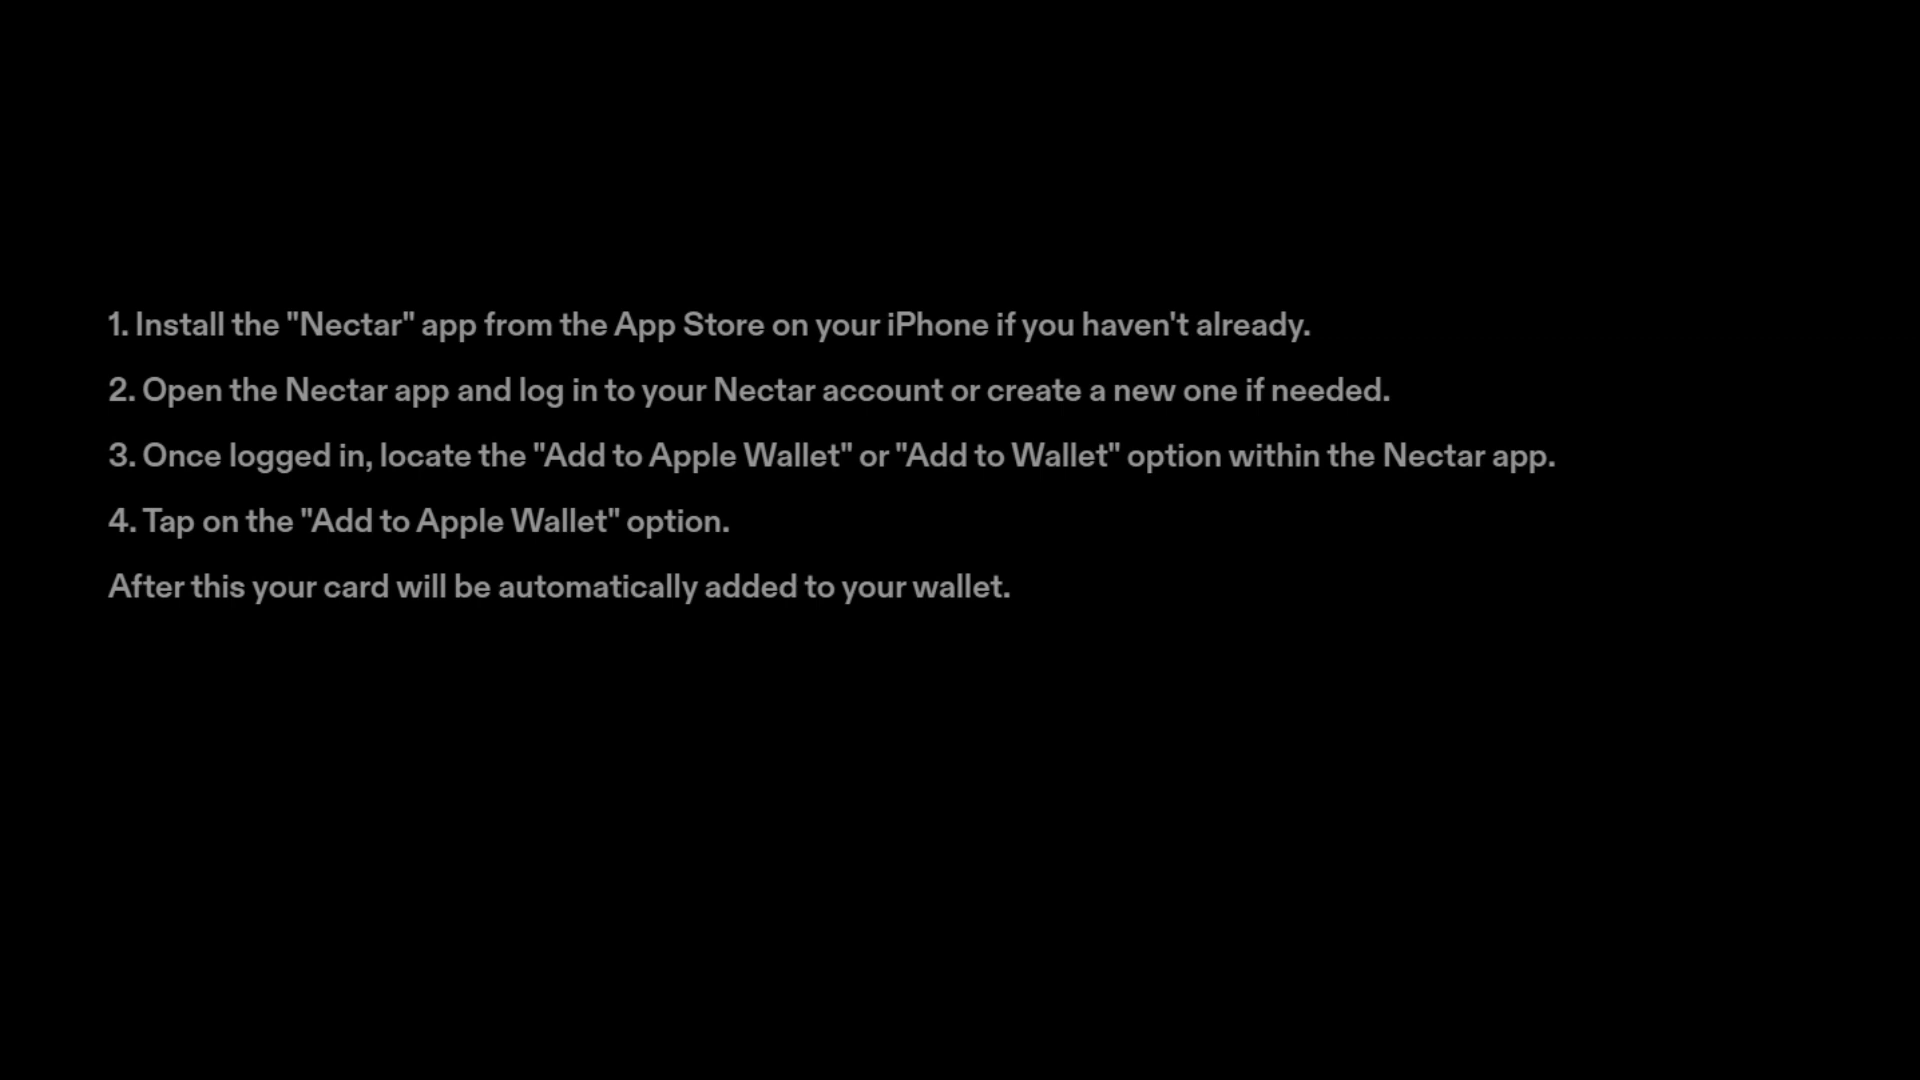 1. Install the "Nectar" app from the App Store on your iPhone if you haven't already.
2. Open the Nectar app and log in to your Nectar account or create a new one if needed.
3. Once logged in, locate the "Add to Apple Wallet" or "Add to Wallet" option within the Nectar app.
4. Tap on the "Add to Apple Wallet" option.
After this your card will be automatically added to your wallet.